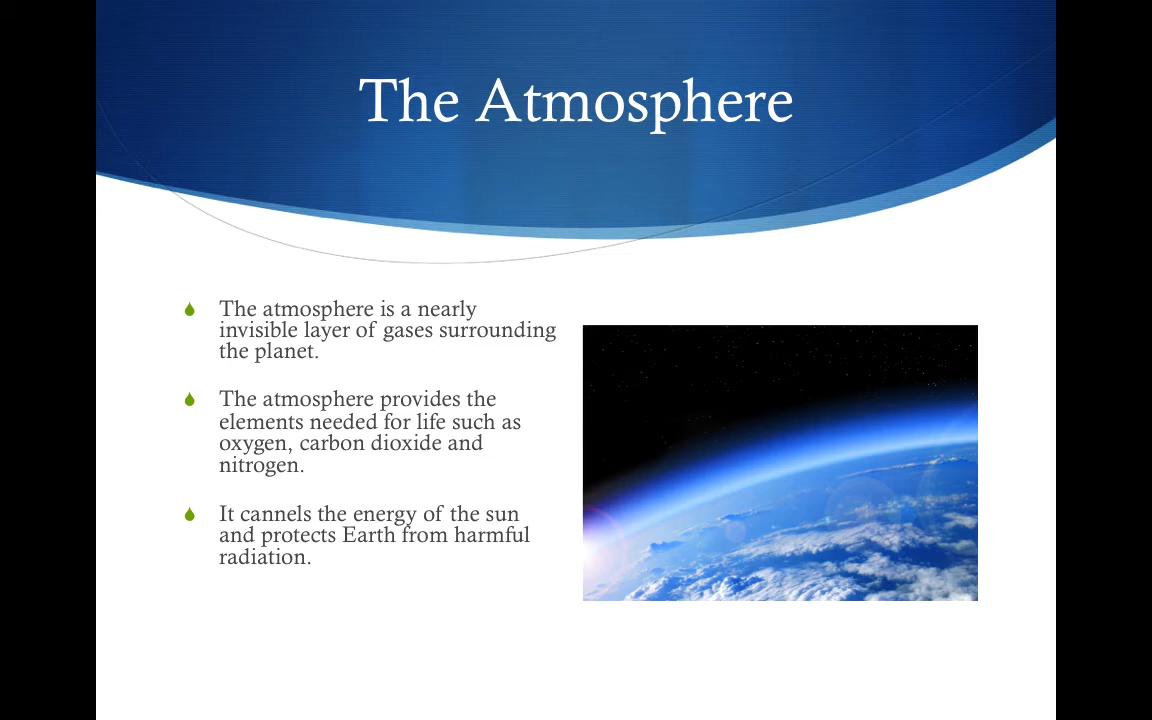 The Atmosphere
The atmosphere is a nearly
invisible layer of gases surrounding
the planet.
The atmosphere provides the
elements needed for life such as
oxygen, carbon dioxide and
nitrogen.
It cannels the energy of the sun
and protects Earth from harmful
radiation.